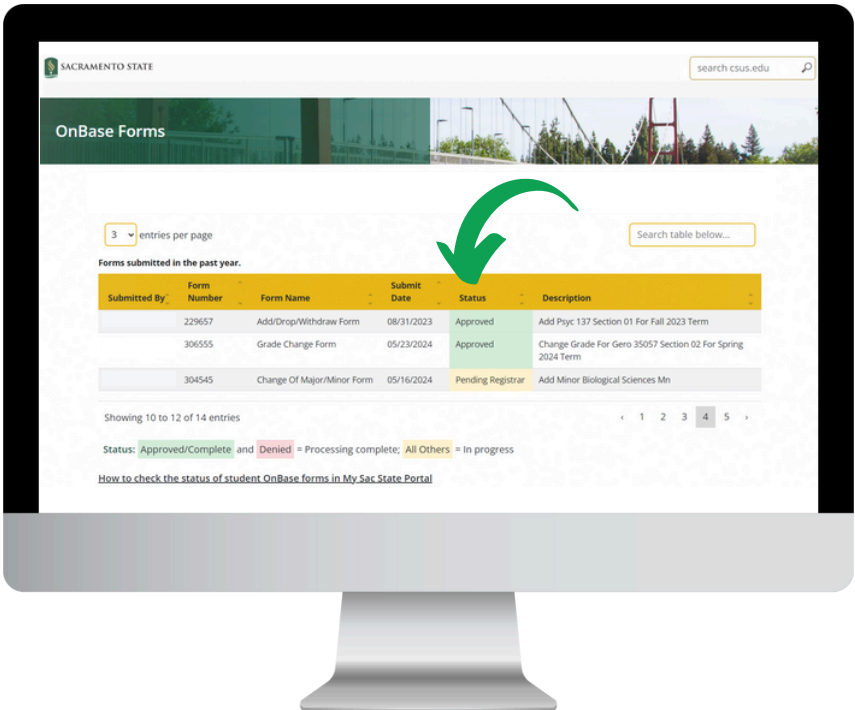 SACRAMENTO STATE
search csus.edu
OnBase Forms
3 entries per page
Search table below...
Forms submitted in the past year.
Submitted By Form Number Form Name Submit Date Status Description
229657 Add/Drop/Withdraw Form 08/31/2023 Approved Add Psyc 137 Section 01 For Fall 2023 Term
306555 Grade Change Form 05/23/2024 Approved Change Grade For Gero 35057 Section 02 For Spring 2024 Term
304545 Change Of Major/Minor Form 05/16/2024 Pending Registrar Add Minor Biological Sciences Mn
Showing 10 to 12 of 14 entries
‹ 1 2 3 4 5 ›
Status: Approved/Complete and Denied = Processing complete; All Others = In progress
How to check the status of student OnBase forms in My Sac State Portal